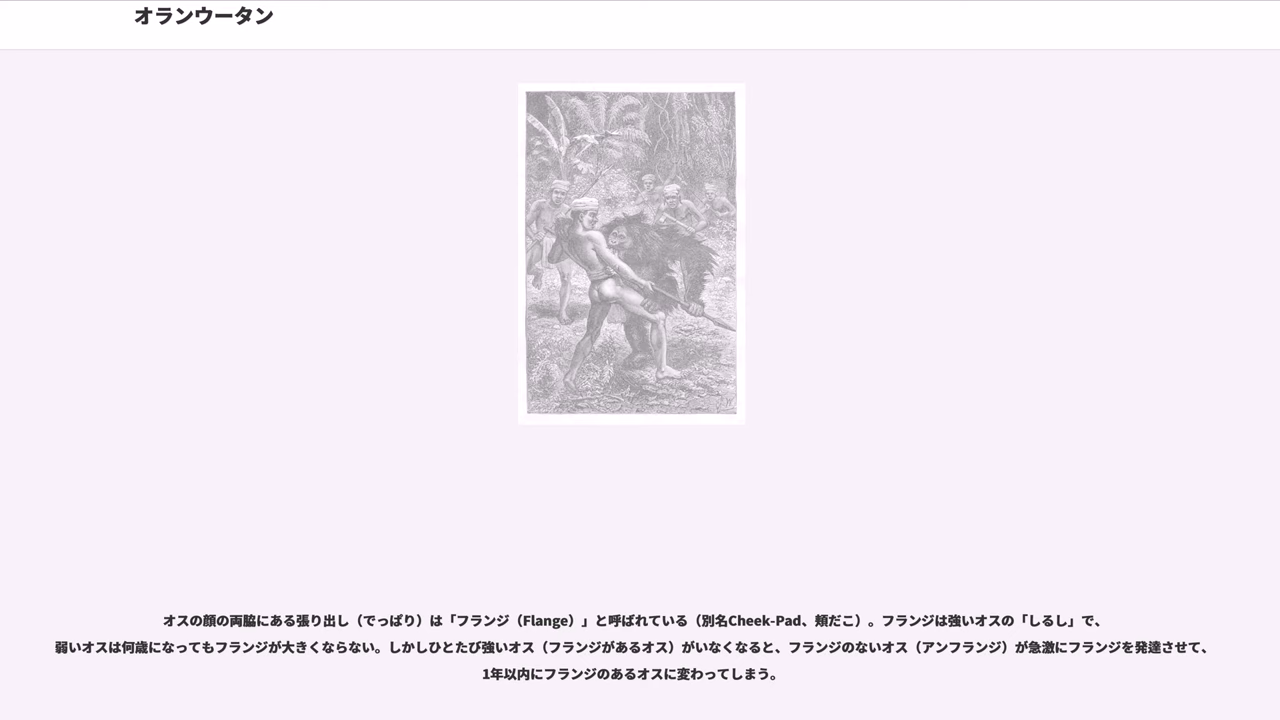 オランウータン
オスの顔の両脇にある張り出し（でっぱり）は「フランジ（Flange）」と呼ばれている（別名Cheek-Pad、頬だこ）。フランジは強いオスの「しるし」で、
弱いオスは何歳になってもフランジが大きくならない。しかしひとたび強いオス（フランジがあるオス）がいなくなると、フランジのないオス（アンフランジ）が急激にフランジを発達させて、
1年以内にフランジのあるオスに変わってしまう。